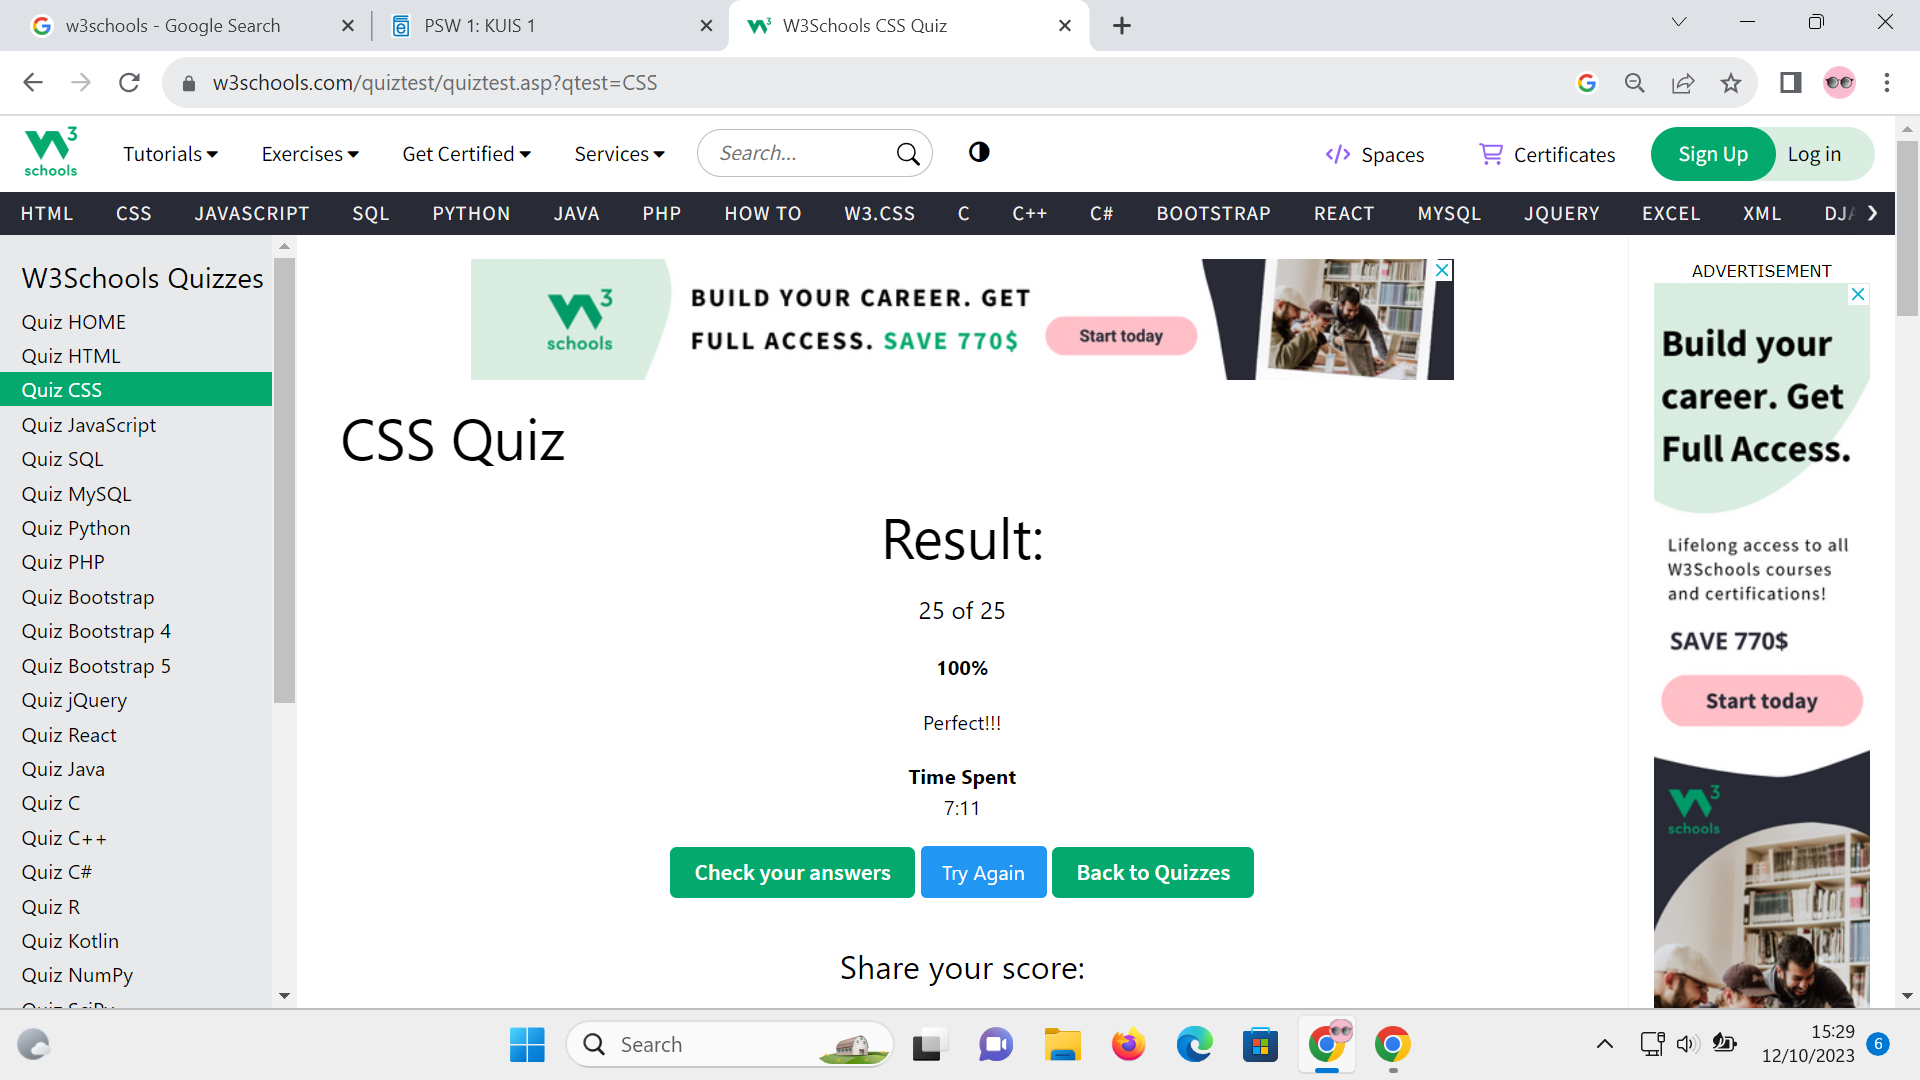 w3schools - Google Search
PSW 1: KUIS 1
W3Schools CSS Quiz
w3schools.com/quiztest/quiztest.asp?qtest=CSS
3
schools
Tutorials
Exercises
Get Certified
Services
Search...
Spaces
Certificates
Sign Up
Log in
HTML CSS JAVASCRIPT SQL PYTHON JAVA PHP HOW TO W3.CSS C C++ C# BOOTSTRAP REACT MYSQL JQUERY EXCEL XML DJA
W3Schools Quizzes
Quiz HOME
Quiz HTML
Quiz CSS
Quiz JavaScript
Quiz SQL
Quiz MySQL
Quiz Python
Quiz PHP
Quiz Bootstrap
Quiz Bootstrap 4
Quiz Bootstrap 5
Quiz jQuery
Quiz React
Quiz Java
Quiz C
Quiz C++
Quiz C#
Quiz R
Quiz Kotlin
Quiz NumPy
3
schools
BUILD YOUR CAREER. GET
FULL ACCESS. SAVE 770$
Start today
CSS Quiz
Result:
25 of 25
100%
Perfect!!!
Time Spent
7:11
Check your answers
Try Again
Back to Quizzes
Share your score:
ADVERTISEMENT
Build your
career. Get
Full Access.
Lifelong access to all
W3Schools courses
and certifications!
SAVE 770$
Start today
3
schools
Search
15:29
12/10/2023
6